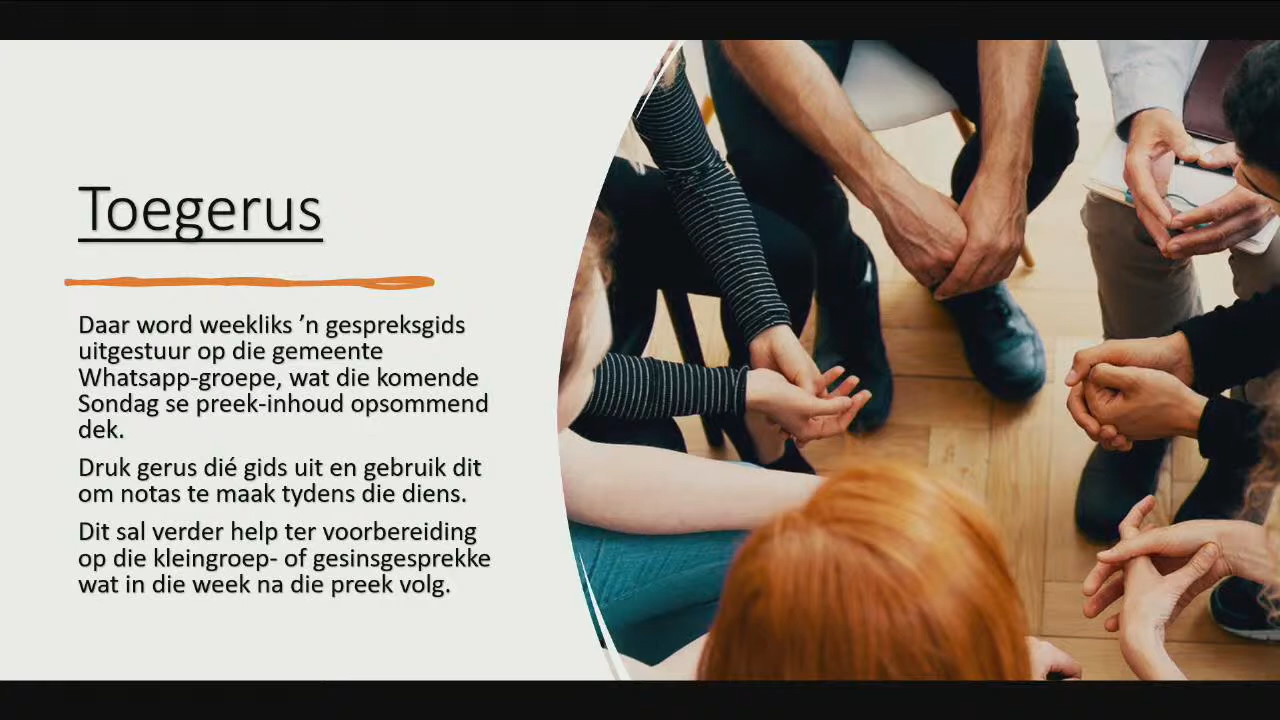 Toegerus
Daar word weekliks ’n gespreksgids
uitgestuur op die gemeente
Whatsapp-groepe, wat die komende
Sondag se preek-inhoud opsommend
dek.
Druk gerus dié gids uit en gebruik dit
om notas te maak tydens die diens.
Dit sal verder help ter voorbereiding
op die kleingroep- of gesinsgesprekke
wat in die week na die preek volg.